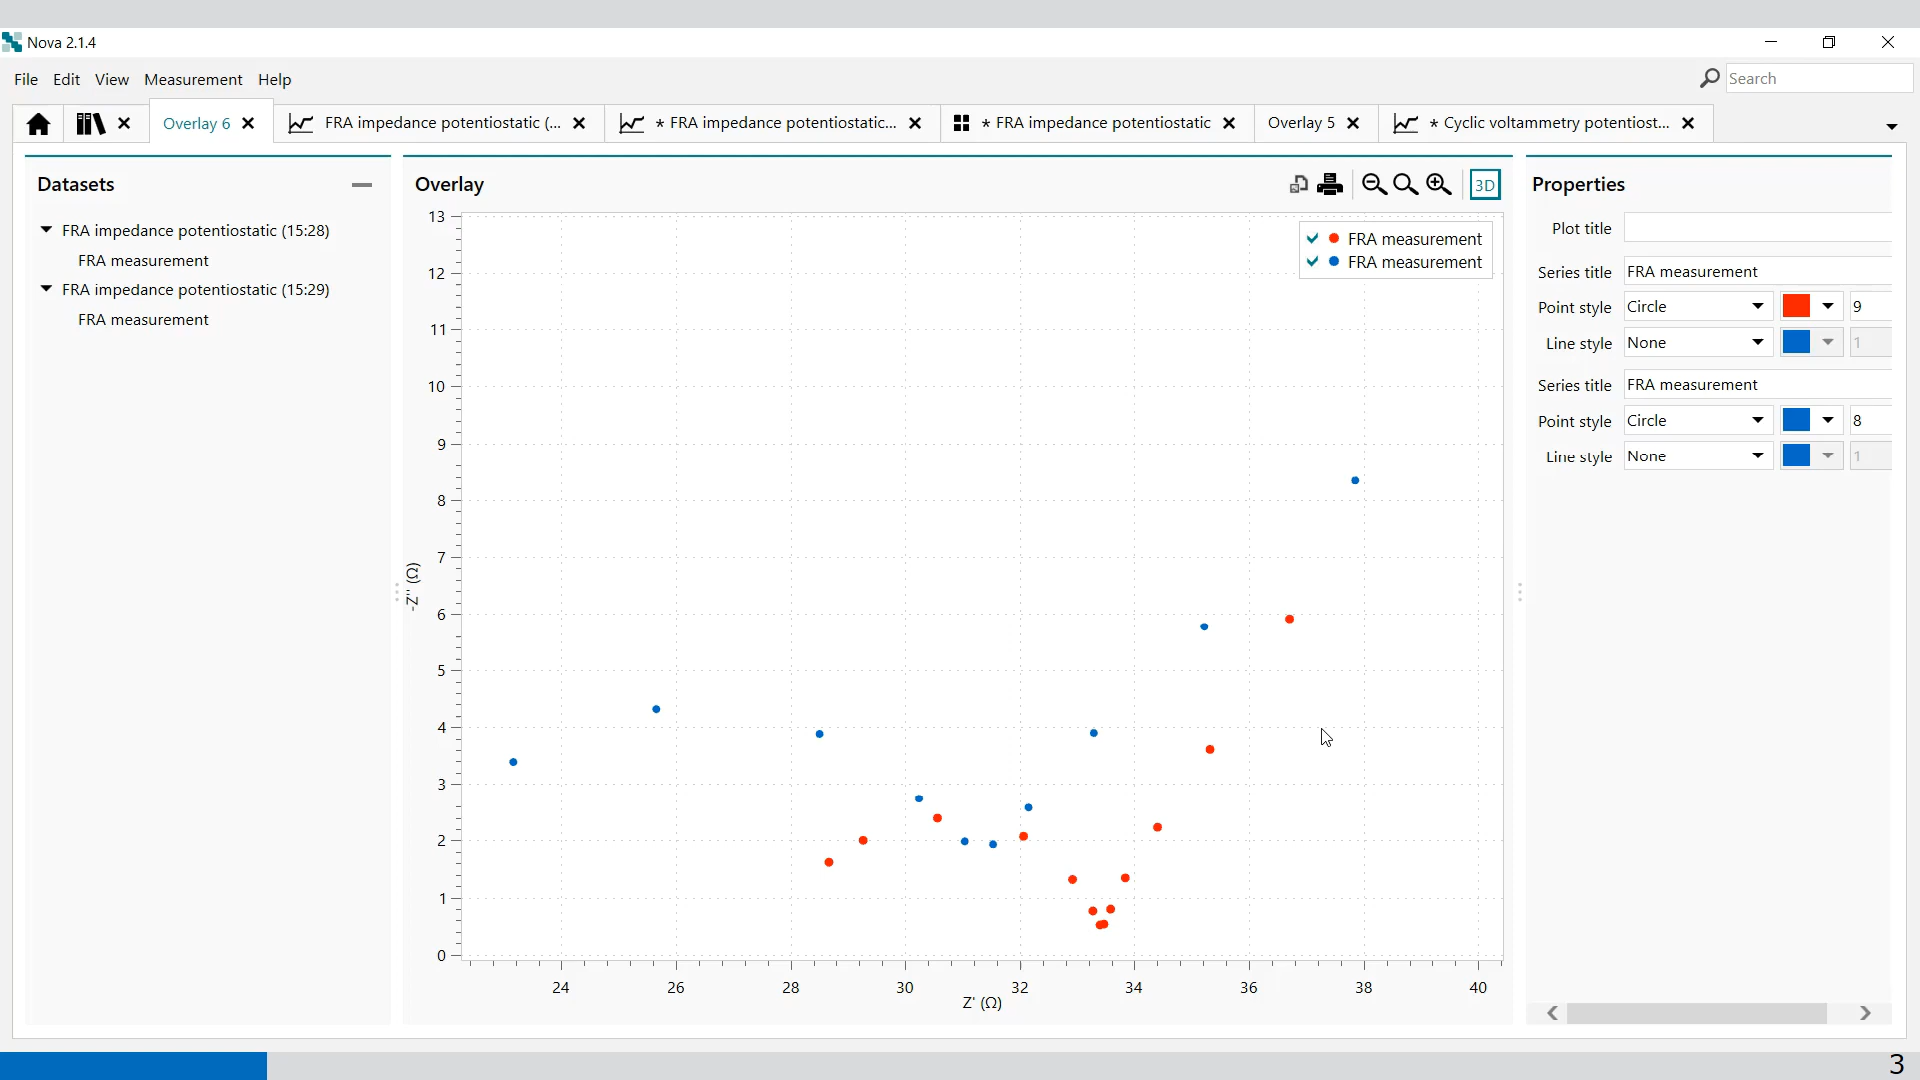 Nova 2.1.4
File Edit View Measurement Help
Search
Overlay 6
FRA impedance potentiostatic (...
* FRA impedance potentiostatic...
* FRA impedance potentiostatic
Overlay 5
* Cyclic voltammetry potentiost...
Datasets
FRA impedance potentiostatic (15:28)
FRA measurement
FRA impedance potentiostatic (15:29)
FRA measurement
Overlay
3D
FRA measurement
FRA measurement
13
12
11
10
9
8
7
6
5
4
3
2
1
0
-Z'' (Ω)
24 26 28 30 32 34 36 38 40
Z' (Ω)
Properties
Plot title
Series title FRA measurement
Point style Circle 9
Line style None 1
Series title FRA measurement
Point style Circle 8
Line style None 1
3